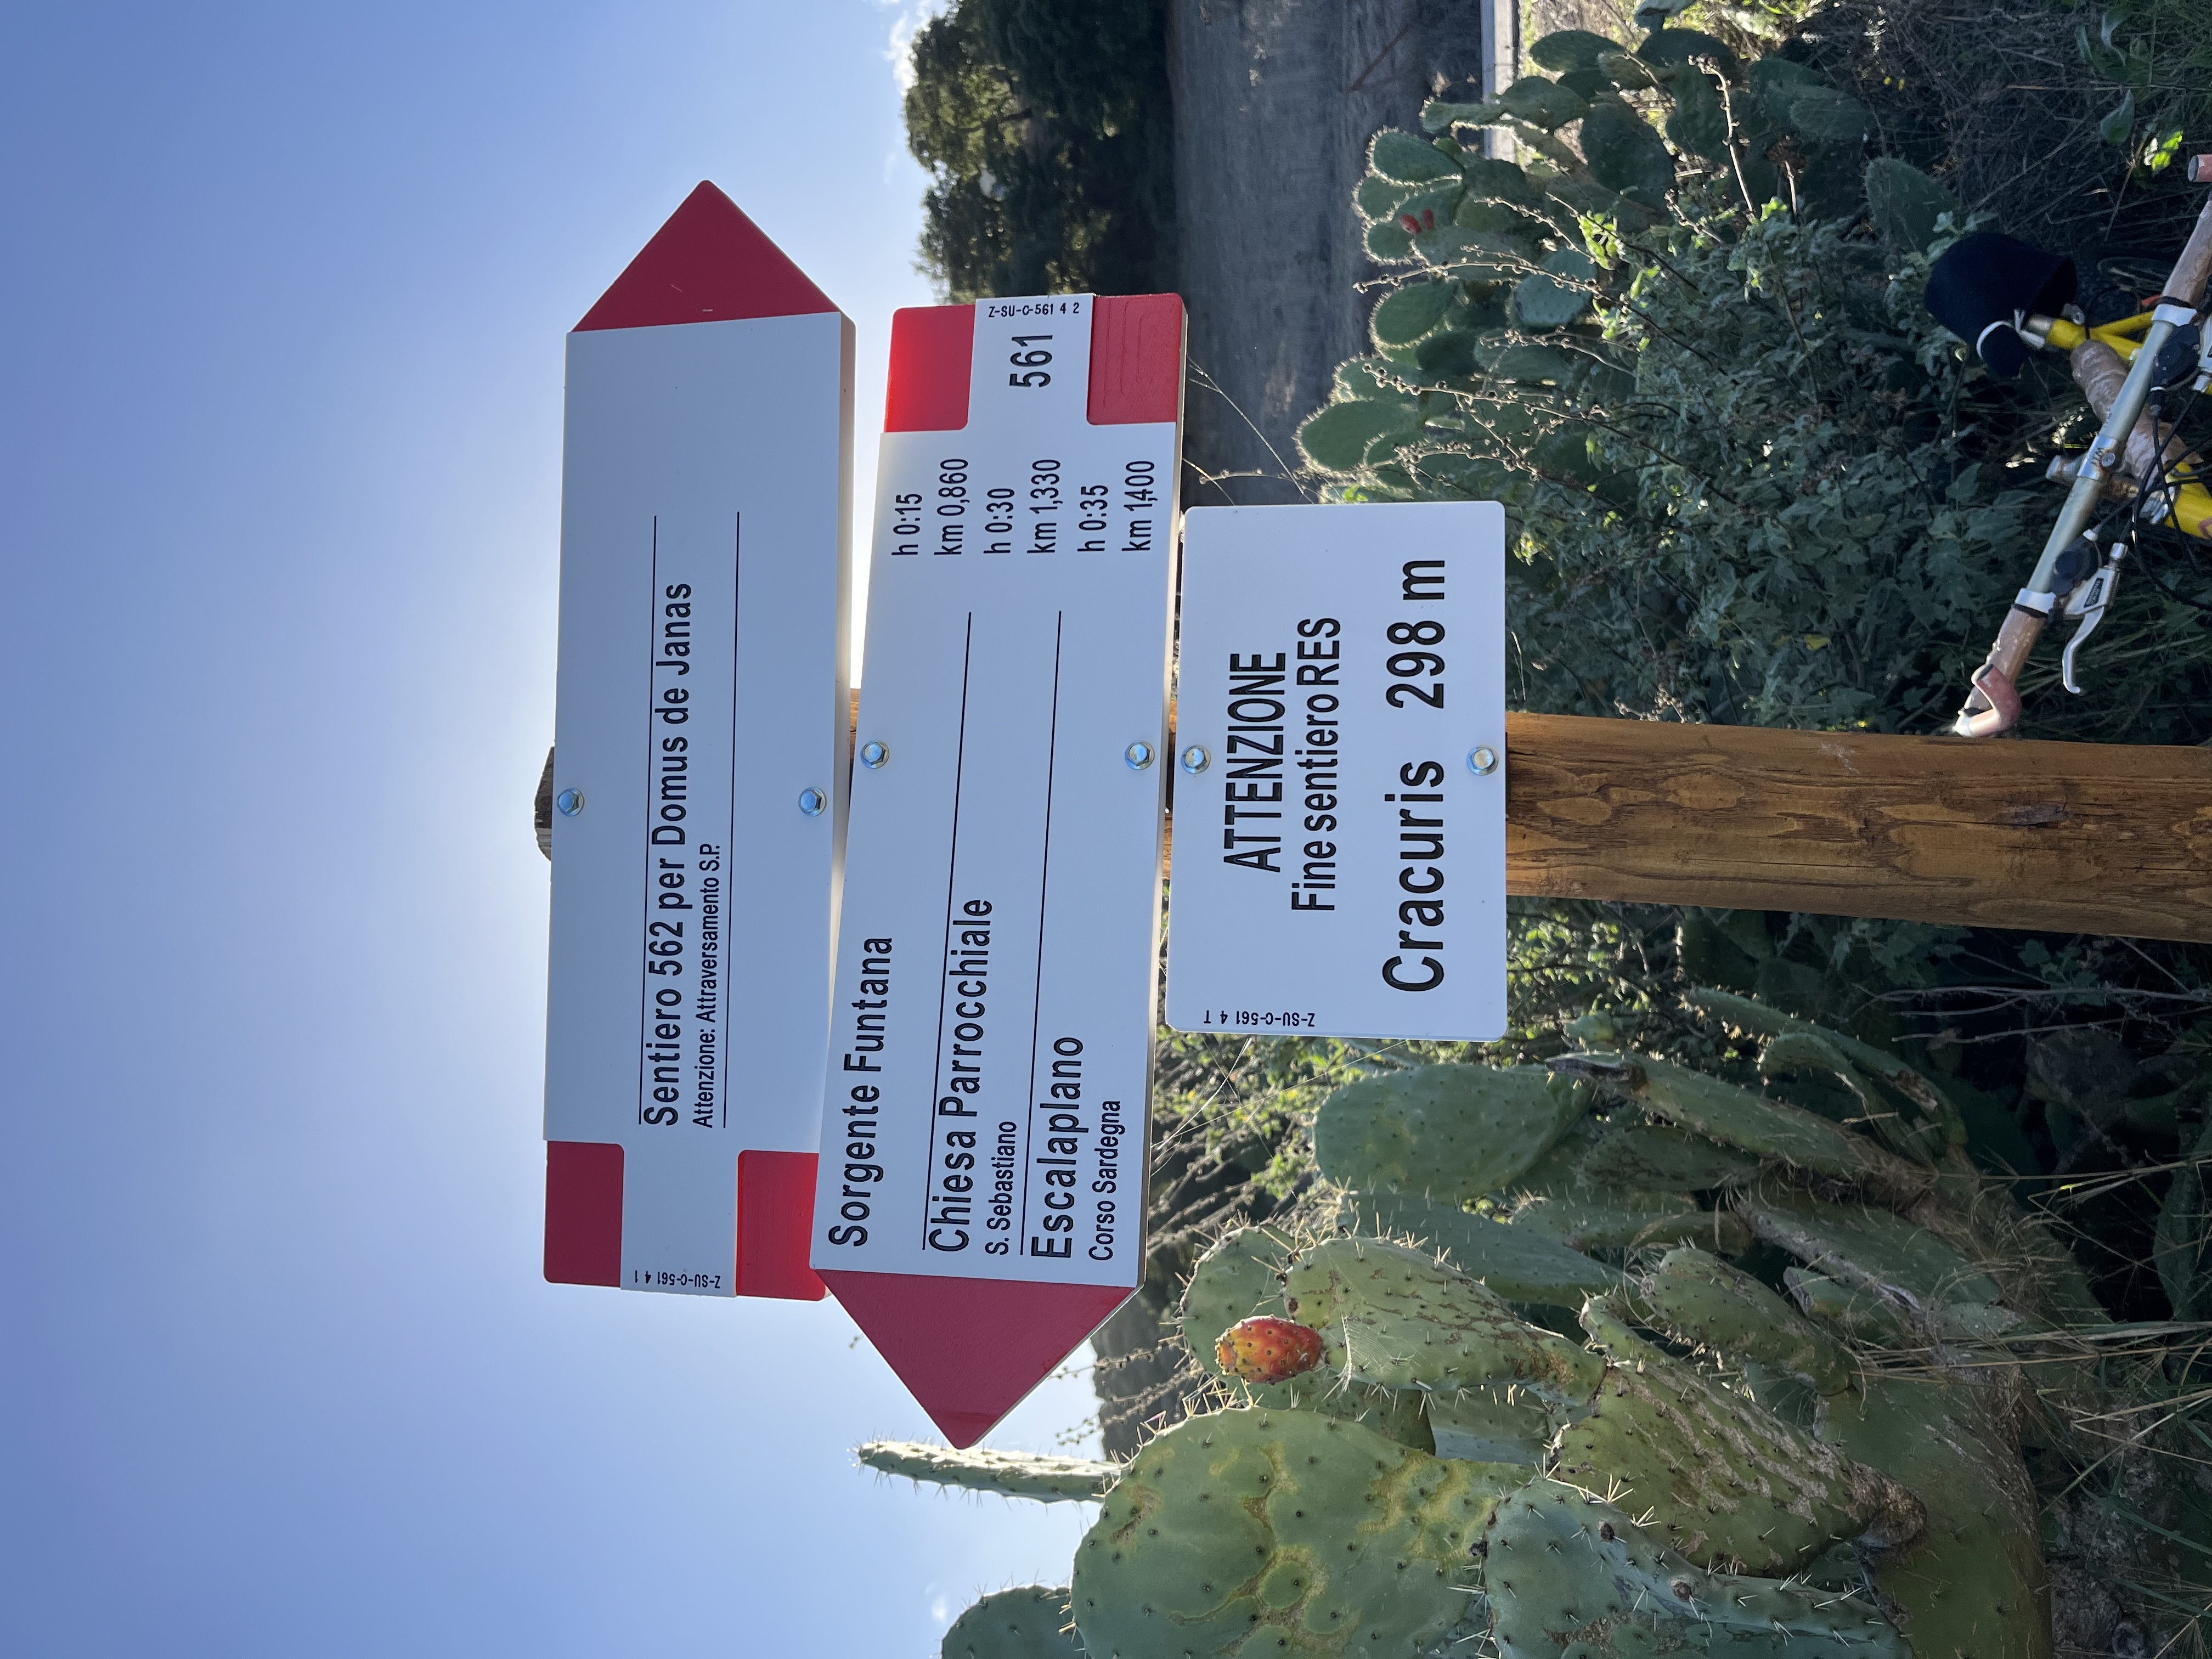 Sentiero 562 per Domus de Janas
Attenzione: Attraversamento S.P.
Z-SU-C-561 4 1
Sorgente Funtana
h 0:15
km 0,860
Chiesa Parrocchiale
S. Sebastiano
h 0:30
km 1,330
Escalaplano
Corso Sardegna
h 0:35
km 1,400
561
Z-SU-C-561 4 2
ATTENZIONE
Fine sentiero RES
Cracuris 298 m
Z-SU-C-561 4 T